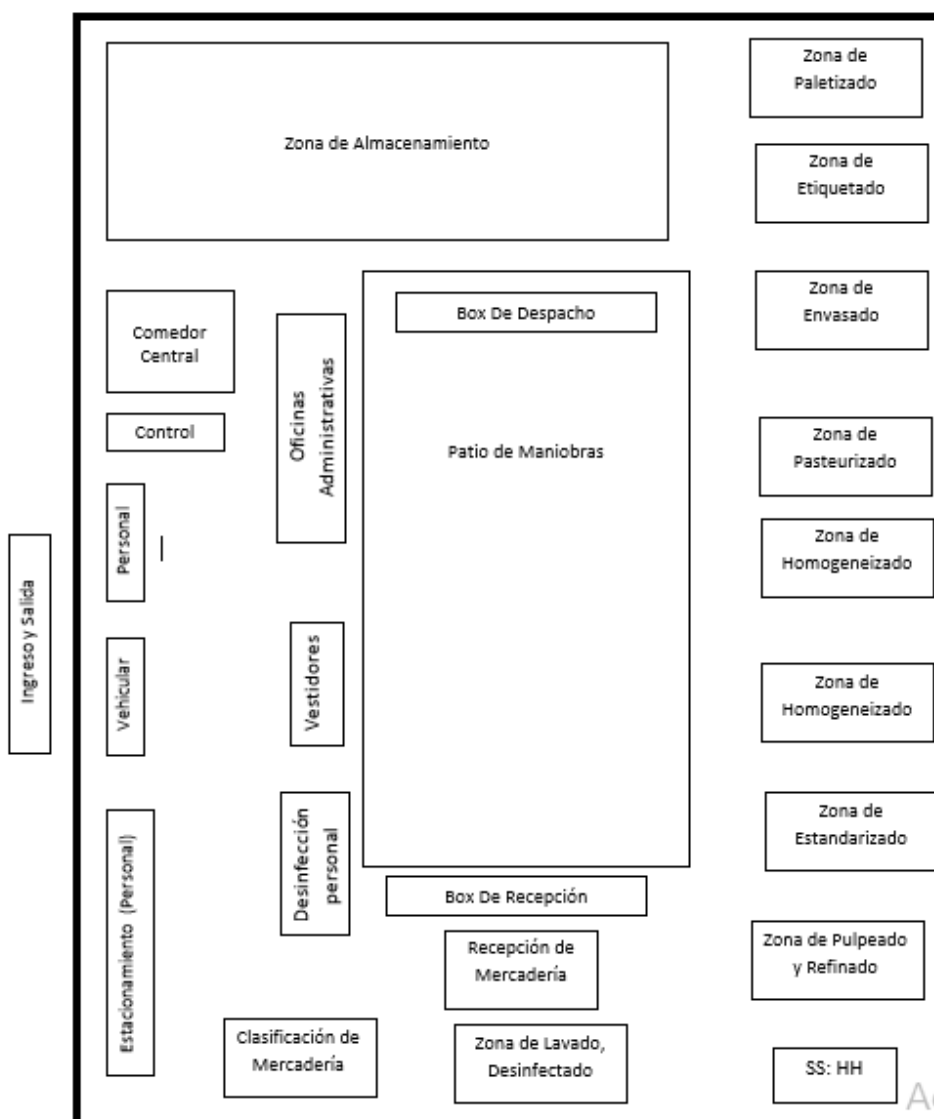 Zona de Almacenamiento
Zona de
Paletizado
Zona de
Etiquetado
Zona de
Envasado
Box De Despacho
Comedor
Central
Oficinas
Administrativas
Control
Patio de Maniobras
Zona de
Pasteurizado
Personal
Zona de
Homogeneizado
Ingreso y Salida
Vehicular
Vestidores
Zona de
Homogeneizado
Zona de
Estandarizado
Desinfección
personal
Estacionamiento (Personal)
Box De Recepción
Recepción de
Mercadería
Zona de Pulpeado
y Refinado
Clasificación de
Mercadería
Zona de Lavado,
Desinfectado
SS: HH